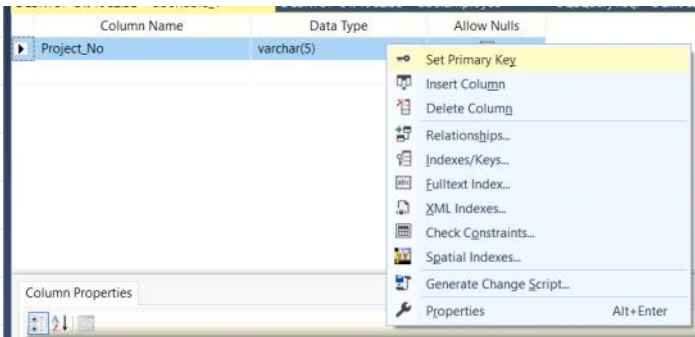 Column Name Data Type Allow Nulls
Project_No varchar(5)
Set Primary Key
Insert Column
Delete Column
Relationships...
Indexes/Keys...
Fulltext Index...
XML Indexes...
Check Constraints...
Spatial Indexes...
Generate Change Script...
Properties Alt+Enter
Column Properties